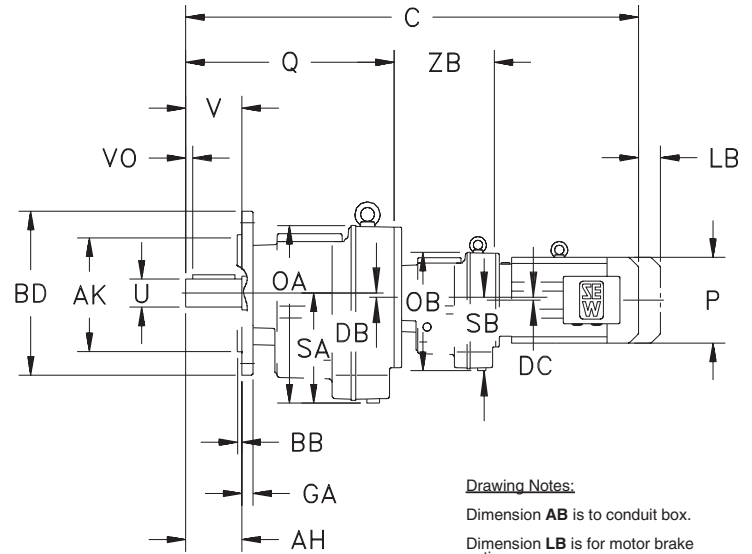 C
Q
ZB
V
VO
LB
BD
AK
U
OA
SA
DB
OB
SB
DC
P
SEW
BB
GA
AH
Drawing Notes:
Dimension AB is to conduit box.
Dimension LB is for motor brake